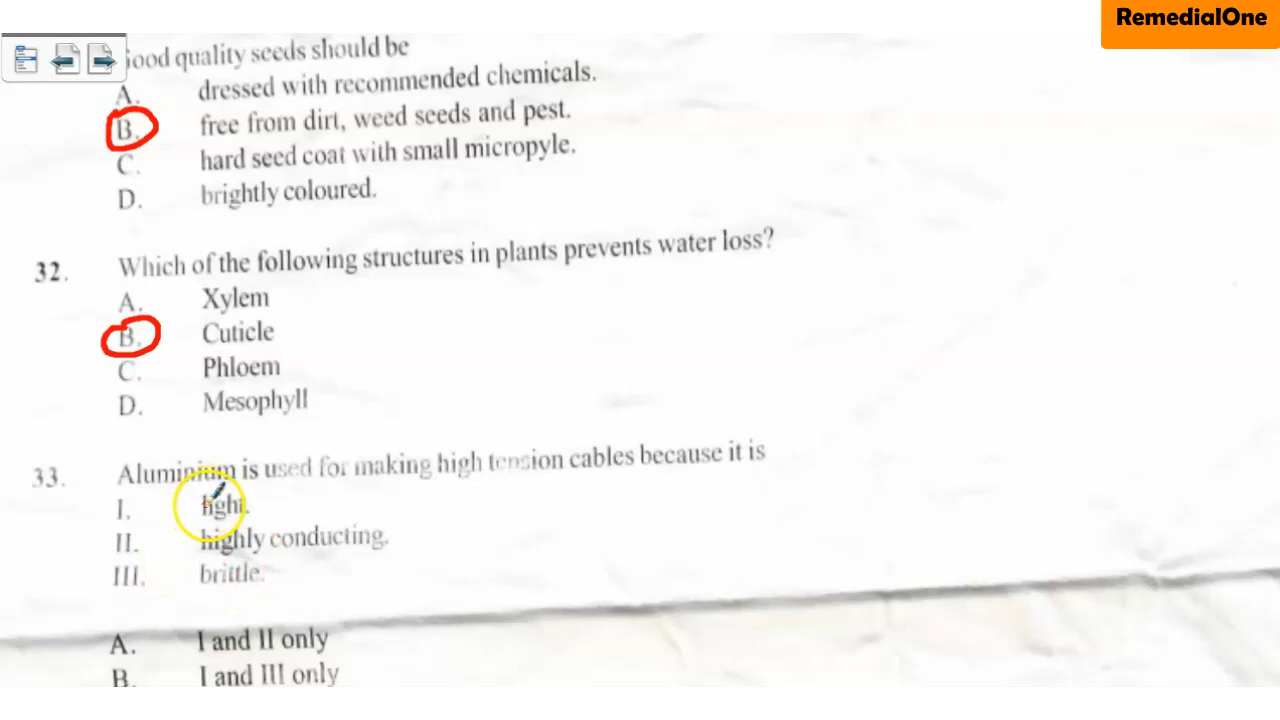 RemedialOne
ood quality seeds should be
A. dressed with recommended chemicals.
B. free from dirt, weed seeds and pest.
C. hard seed coat with small micropyle.
D. brightly coloured.
32. Which of the following structures in plants prevents water loss?
A. Xylem
B. Cuticle
C. Phloem
D. Mesophyll
33. Aluminium is used for making high tension cables because it is
I. light.
II. highly conducting.
III. brittle.
A. I and II only
B. I and III only